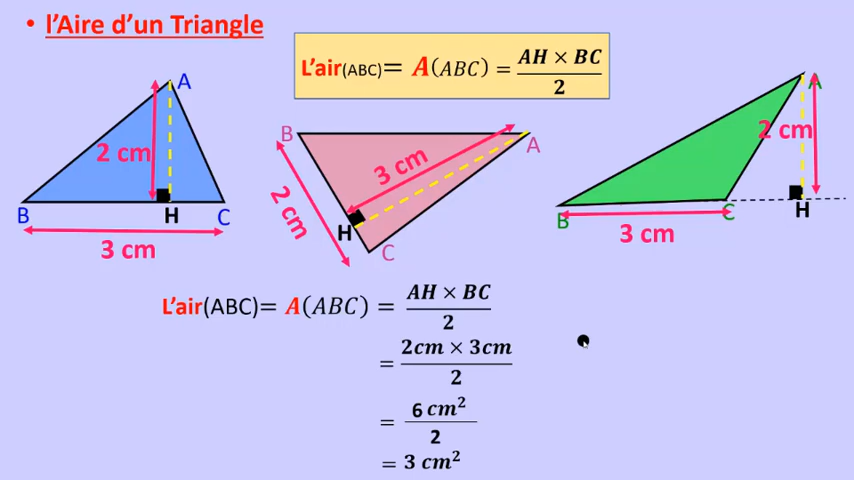 • l'Aire d'un Triangle
L'air(ABC)= A(ABC) = AH × BC / 2
A
2 cm
B
H
C
3 cm
B
A
3 cm
2 cm
H
C
A
2 cm
B
C
H
3 cm
L'air(ABC)= A(ABC) = AH × BC / 2
= 2cm × 3cm / 2
= 6 cm² / 2
= 3 cm²